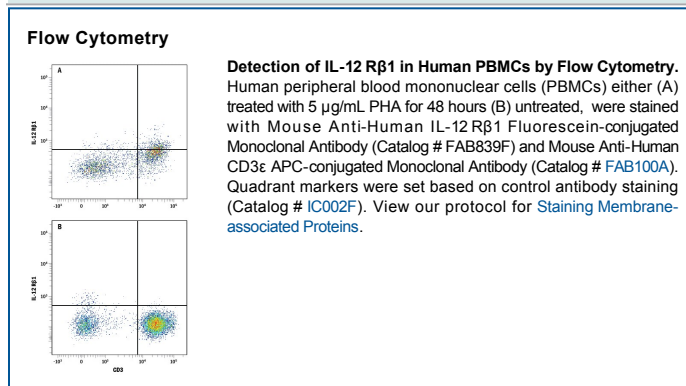 Flow Cytometry
Detection of IL-12 Rβ1 in Human PBMCs by Flow Cytometry.
Human peripheral blood mononuclear cells (PBMCs) either (A)
treated with 5 µg/mL PHA for 48 hours (B) untreated, were stained
with Mouse Anti-Human IL-12 Rβ1 Fluorescein-conjugated
Monoclonal Antibody (Catalog # FAB839F) and Mouse Anti-Human
CD3ε APC-conjugated Monoclonal Antibody (Catalog # FAB100A).
Quadrant markers were set based on control antibody staining
(Catalog # IC002F). View our protocol for Staining Membrane-
associated Proteins.
A
IL-12 Rβ1
B
IL-12 Rβ1
CD3